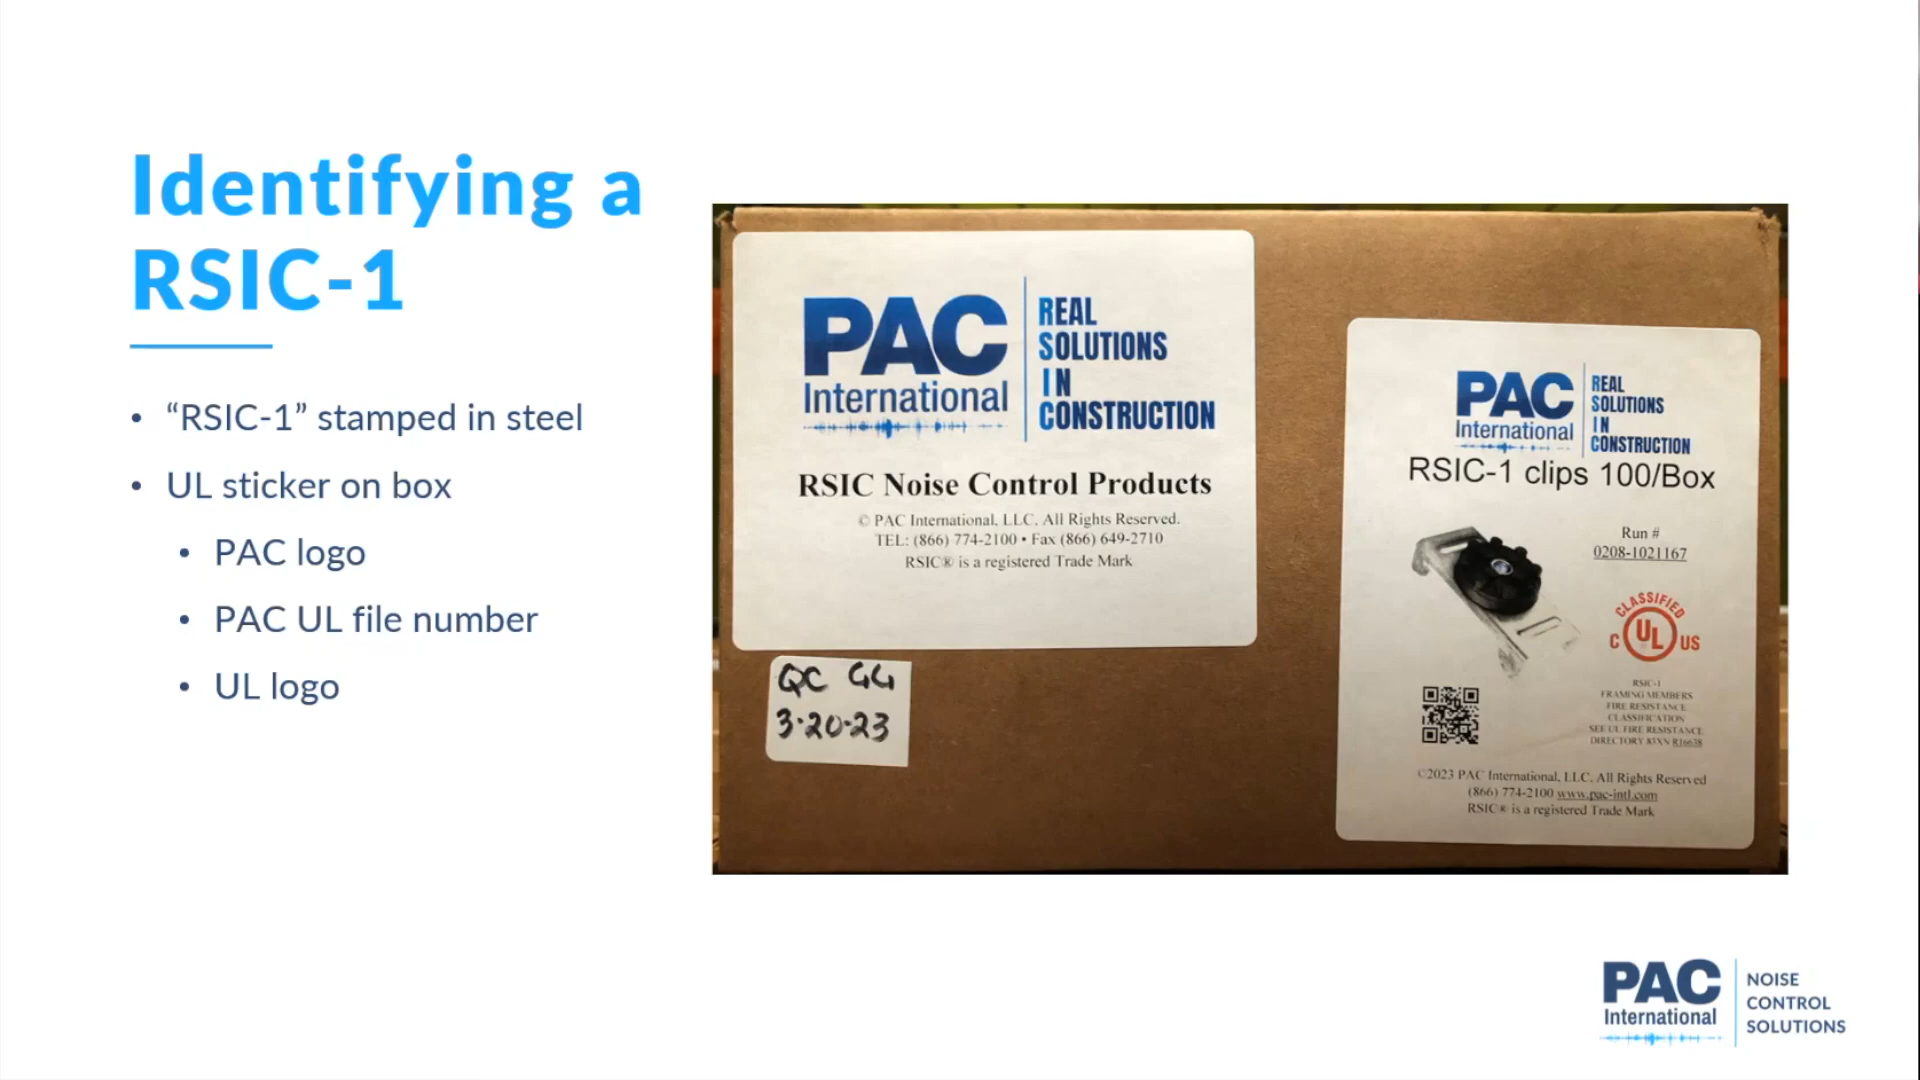 Identifying a
RSIC-1
• “RSIC-1” stamped in steel
• UL sticker on box
• PAC logo
• PAC UL file number
• UL logo
PAC
International
REAL
SOLUTIONS
IN
CONSTRUCTION
RSIC Noise Control Products
© PAC International, LLC. All Rights Reserved.
TEL: (866) 774-2100 • Fax (866) 649-2710
RSIC® is a registered Trade Mark
QC GG
3-20-23
PAC
International
REAL
SOLUTIONS
IN
CONSTRUCTION
RSIC-1 clips 100/Box
Run #
0208-1021167
CLASSIFIED
C UL US
RSIC-1
FRAMING MEMBERS
FIRE RESISTANCE
CLASSIFICATION
SEE UL FIRE RESISTANCE
DIRECTORY 83XN R16638
©2023 PAC International, LLC. All Rights Reserved
(866) 774-2100 www.pac-intl.com
RSIC® is a registered Trade Mark
PAC
International
NOISE
CONTROL
SOLUTIONS